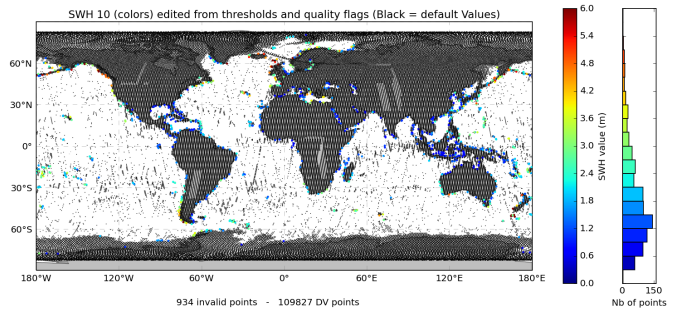 SWH 10 (colors) edited from thresholds and quality flags (Black = default Values)
60°N
30°N
0°
30°S
60°S
180°W
120°W
60°W
0°
60°E
120°E
180°E
934 invalid points - 109827 DV points
6.0
5.4
4.8
4.2
3.6
3.0
2.4
1.8
1.2
0.6
0.0
SWH value (m)
0
150
Nb of points